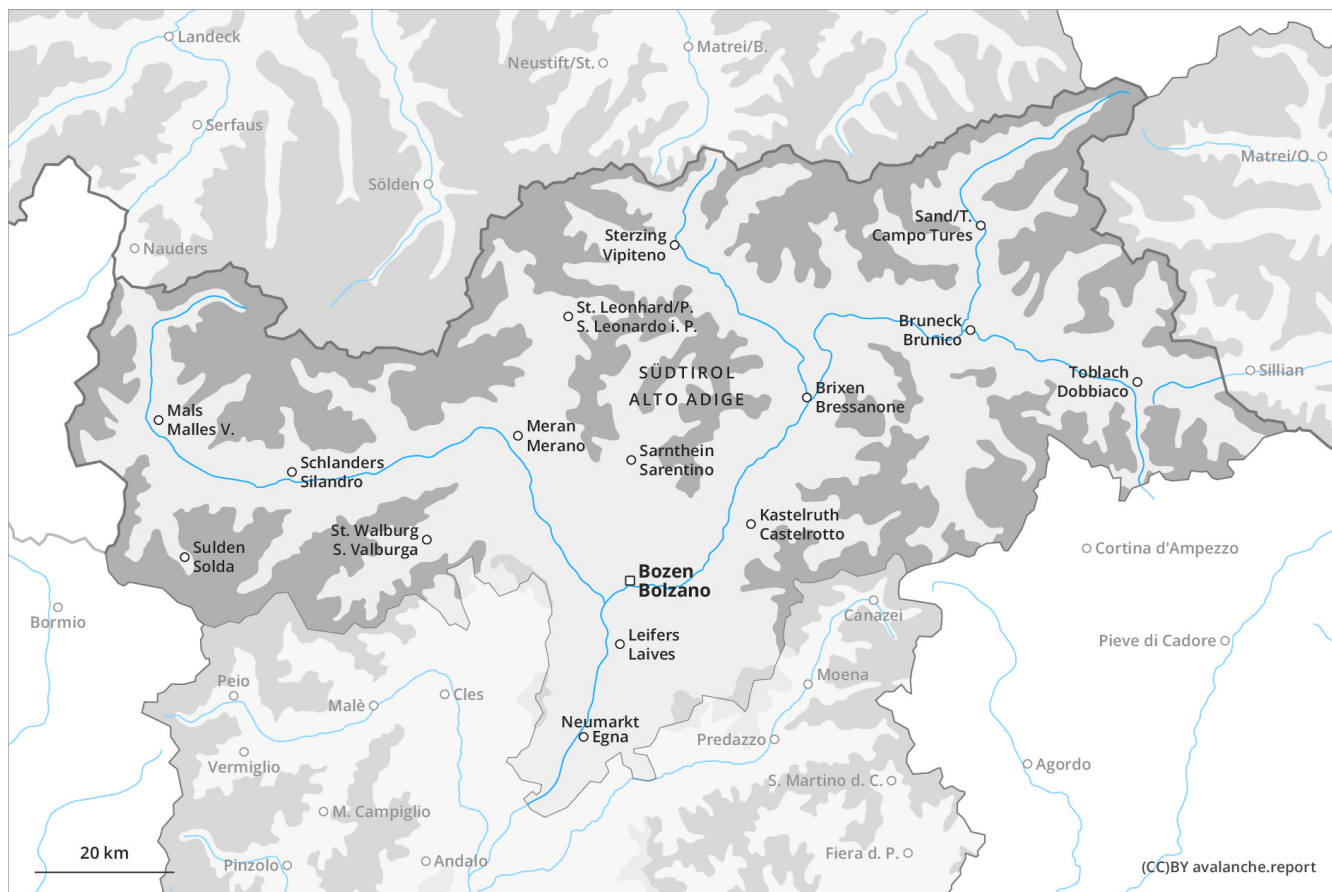 Landeck
Matrei/B.
Neustift/St.
Serfaus
Matrei/O.
Sölden
Sand/T.
Campo Tures
Sterzing
Vipiteno
Nauders
St. Leonhard/P.
S. Leonardo i. P.
Bruneck
Brunico
SÜDTIROL
ALTO ADIGE
Toblach
Dobbiaco
Sillian
Brixen
Bressanone
Mals
Malles V.
Meran
Merano
Sarnthein
Sarentino
Schlanders
Silandro
Kastelruth
Castelrotto
St. Walburg
S. Valburga
Sulden
Solda
Cortina d'Ampezzo
Bozen
Bolzano
Bormio
Canazei
Leifers
Laives
Pieve di Cadore
Peio
Moena
Malè
Cles
Neumarkt
Egna
Predazzo
Vermiglio
Agordo
S. Martino d. C.
M. Campiglio
20 km
Pinzolo
Andalo
Fiera d. P.
(CC)BY avalanche.report